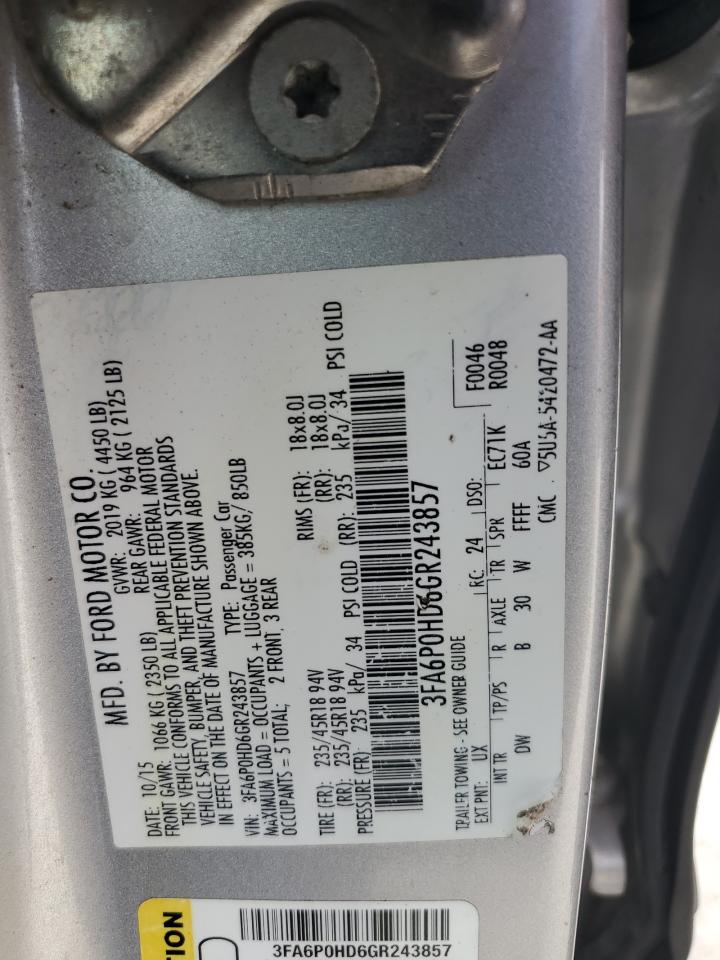 MFD. BY FORD MOTOR CO.
DATE: 10/15 GVWR: 2019 KG ( 4450 LB)
FRONT GAWR: 1066 KG ( 2350 LB) REAR GAWR: 964 KG ( 2125 LB)
THIS VEHICLE CONFORMS TO ALL APPLICABLE FEDERAL MOTOR
VEHICLE SAFETY, BUMPER, AND THEFT PREVENTION STANDARDS
IN EFFECT ON THE DATE OF MANUFACTURE SHOWN ABOVE.
VIN: 3FA6P0HD6GR243857 TYPE: Passenger Car
MAXIMUM LOAD = OCCUPANTS + LUGGAGE = 385KG/ 850LB
OCCUPANTS = 5 TOTAL; 2 FRONT, 3 REAR
TIRE (FR): 235/45R18 94V RIMS (FR): 18x8.0J
(RR): 235/45R18 94V (RR): 18x8.0J
PRESSURE (FR): 235 kPa/ 34 PSI COLD (RR): 235 kPa/ 34 PSI COLD
3FA6P0HD6GR243857
TRAILER TOWING- SEE OWNER GUIDE
EXT PNT: UX RC: 24 DSO: F0046
R0048
INT TR TP/PS R AXLE TR SPR EC71K
DW B 30 W FFFF 60A
CMC ▽5U5A-5420472-AA
3FA6P0HD6GR243857